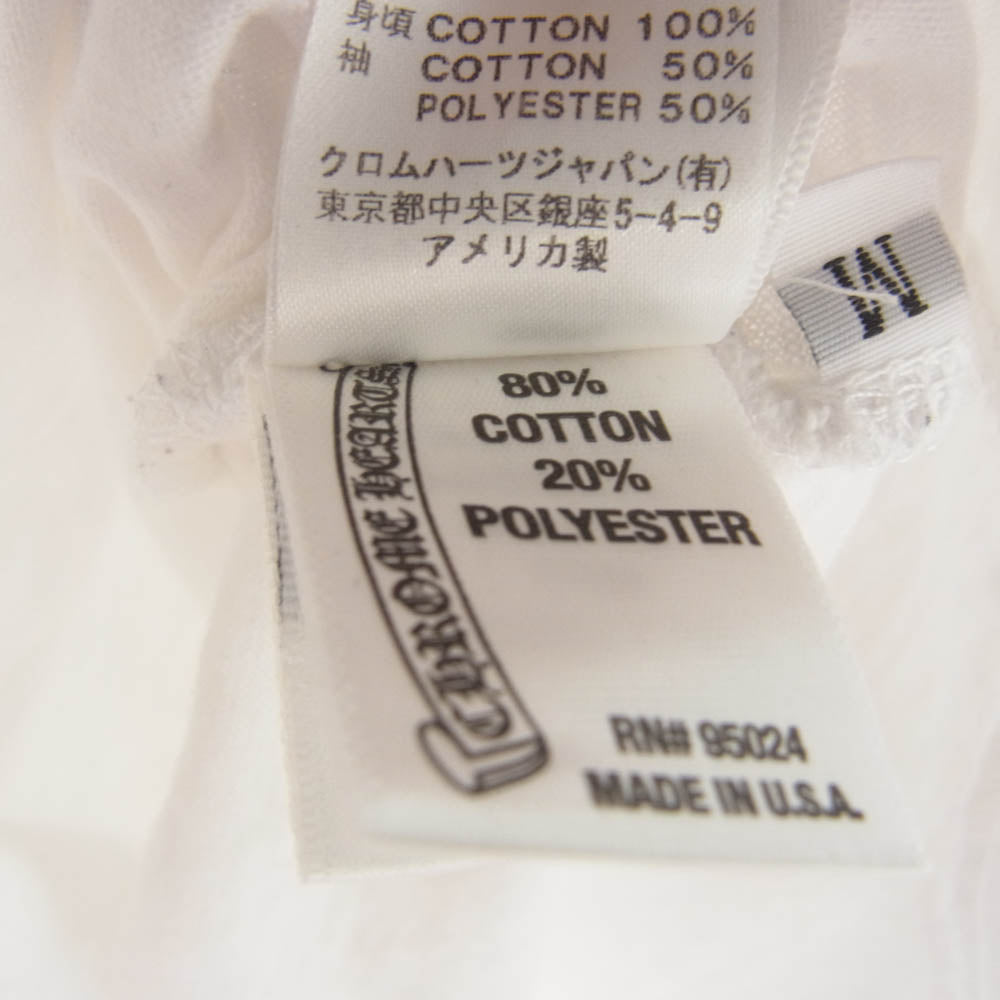 身頃 COTTON 100%
袖 COTTON 50%
POLYESTER 50%
クロムハーツジャパン(有)
東京都中央区銀座5-4-9
アメリカ製
M
CHROME HEARTS
80%
COTTON
20%
POLYESTER
RN# 95024
MADE IN U.S.A.